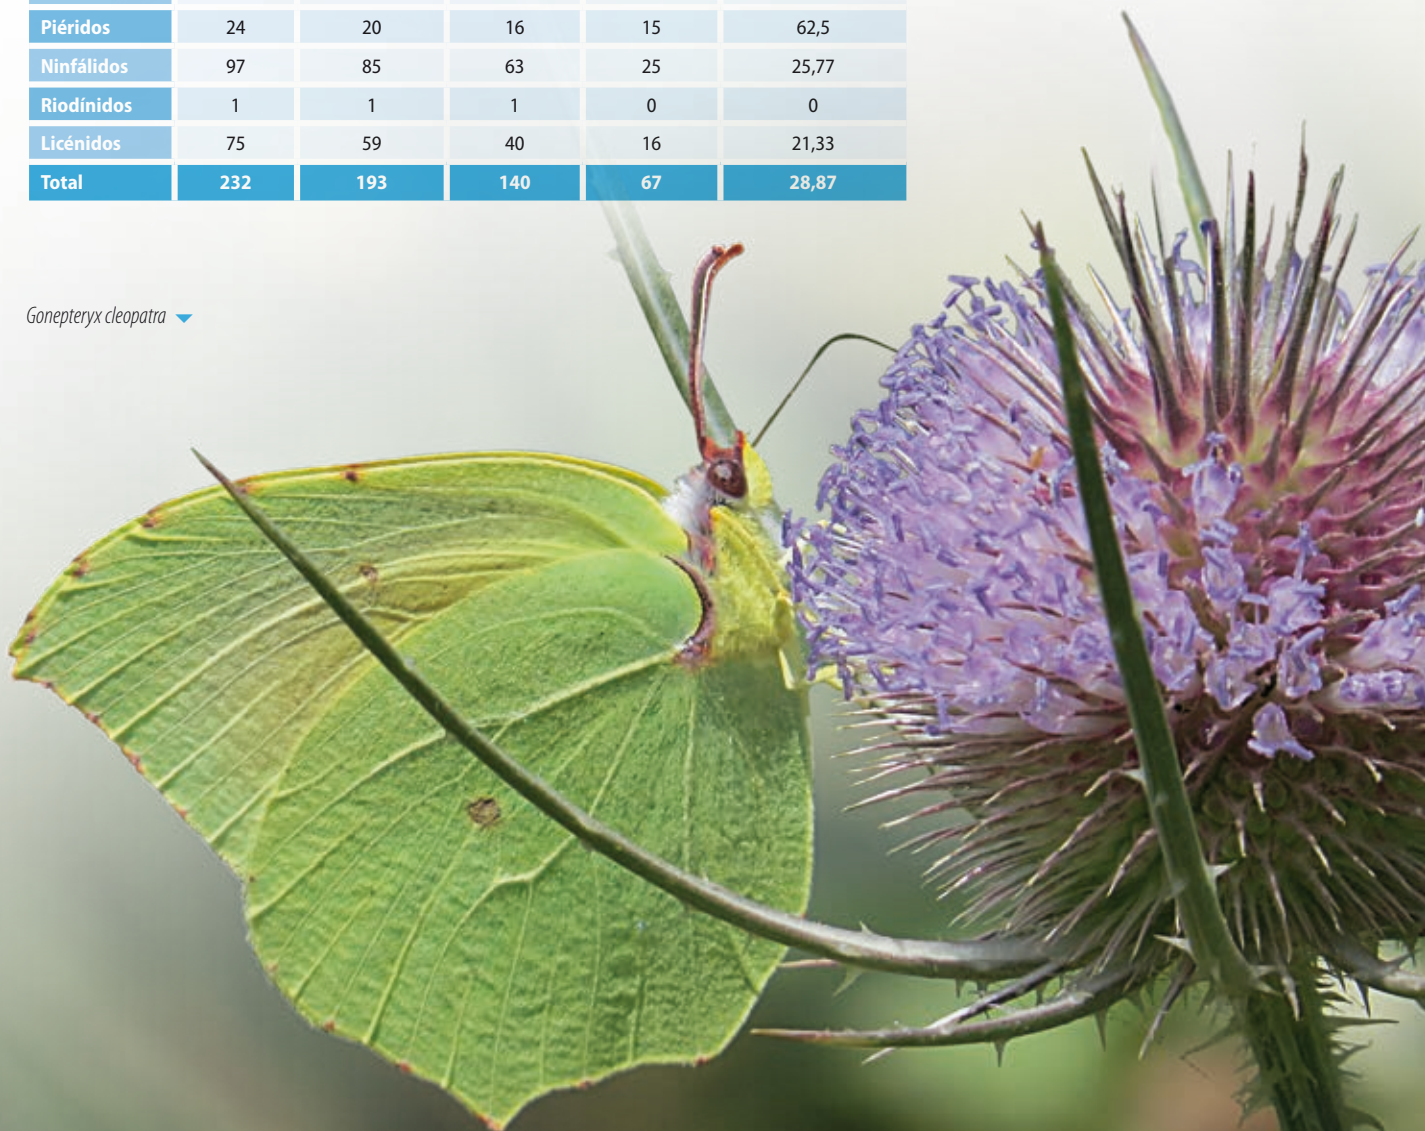 Piéridos 24 20 16 15 62,5
Ninfálidos 97 85 63 25 25,77
Riodínidos 1 1 1 0 0
Licénidos 75 59 40 16 21,33
Total 232 193 140 67 28,87
Gonepteryx cleopatra